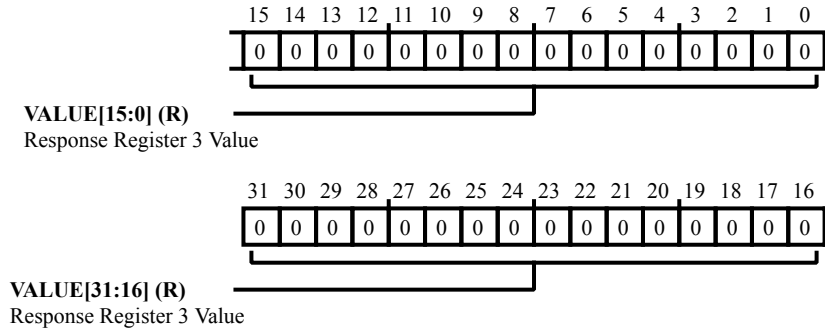 15 14 13 12 11 10 9 8 7 6 5 4 3 2 1 0
0 0 0 0 0 0 0 0 0 0 0 0 0 0 0 0
VALUE[15:0] (R)
Response Register 3 Value
31 30 29 28 27 26 25 24 23 22 21 20 19 18 17 16
0 0 0 0 0 0 0 0 0 0 0 0 0 0 0 0
VALUE[31:16] (R)
Response Register 3 Value